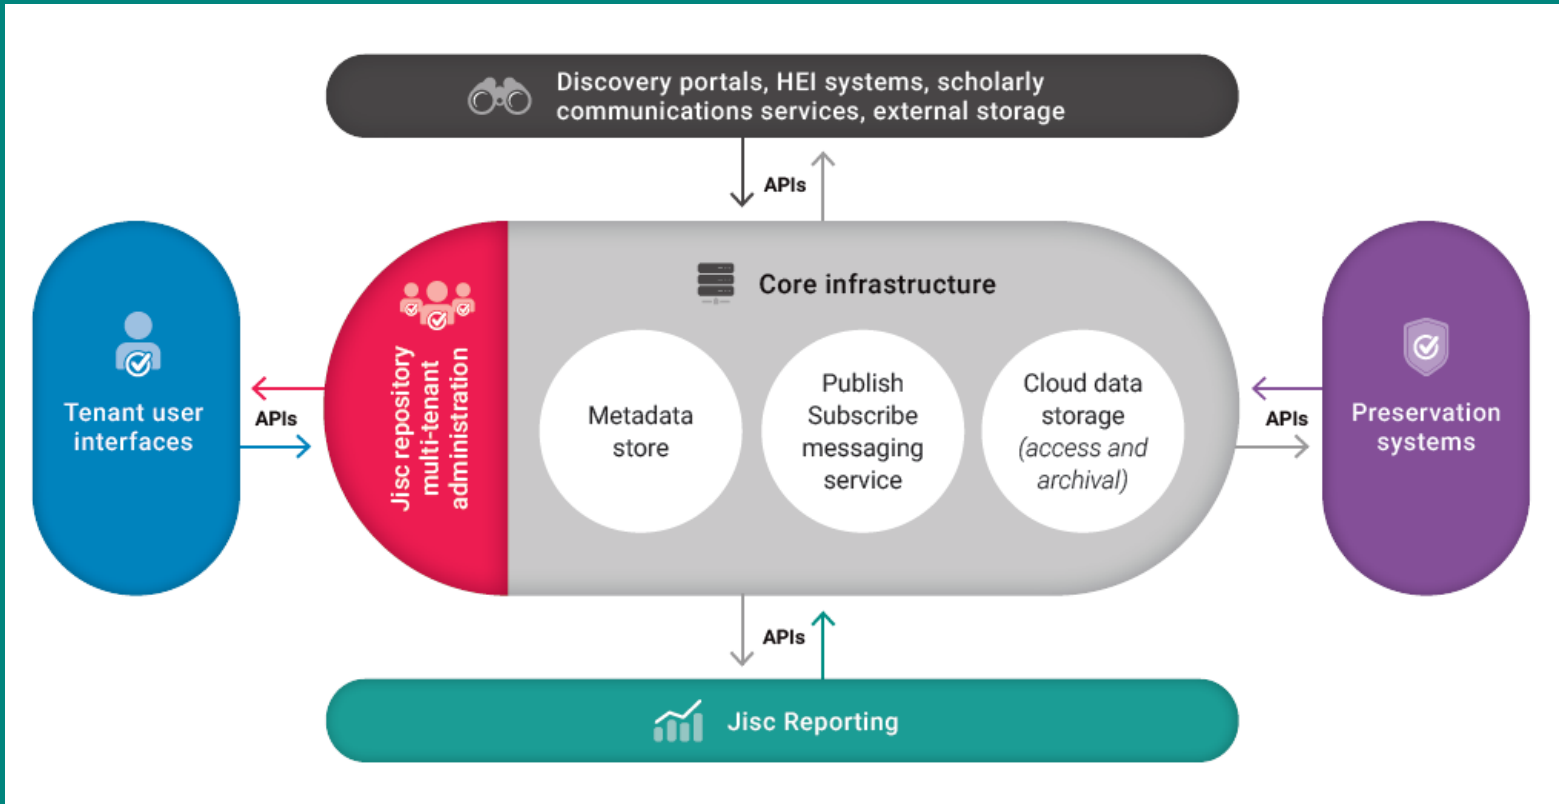 Discovery portals, HEI systems, scholarly
communications services, external storage
APIs
Tenant user
interfaces
APIs
Jisc repository
multi-tenant
administration
Core infrastructure
Metadata
store
Publish
Subscribe
messaging
service
Cloud data
storage
(access and
archival)
APIs
Preservation
systems
APIs
Jisc Reporting